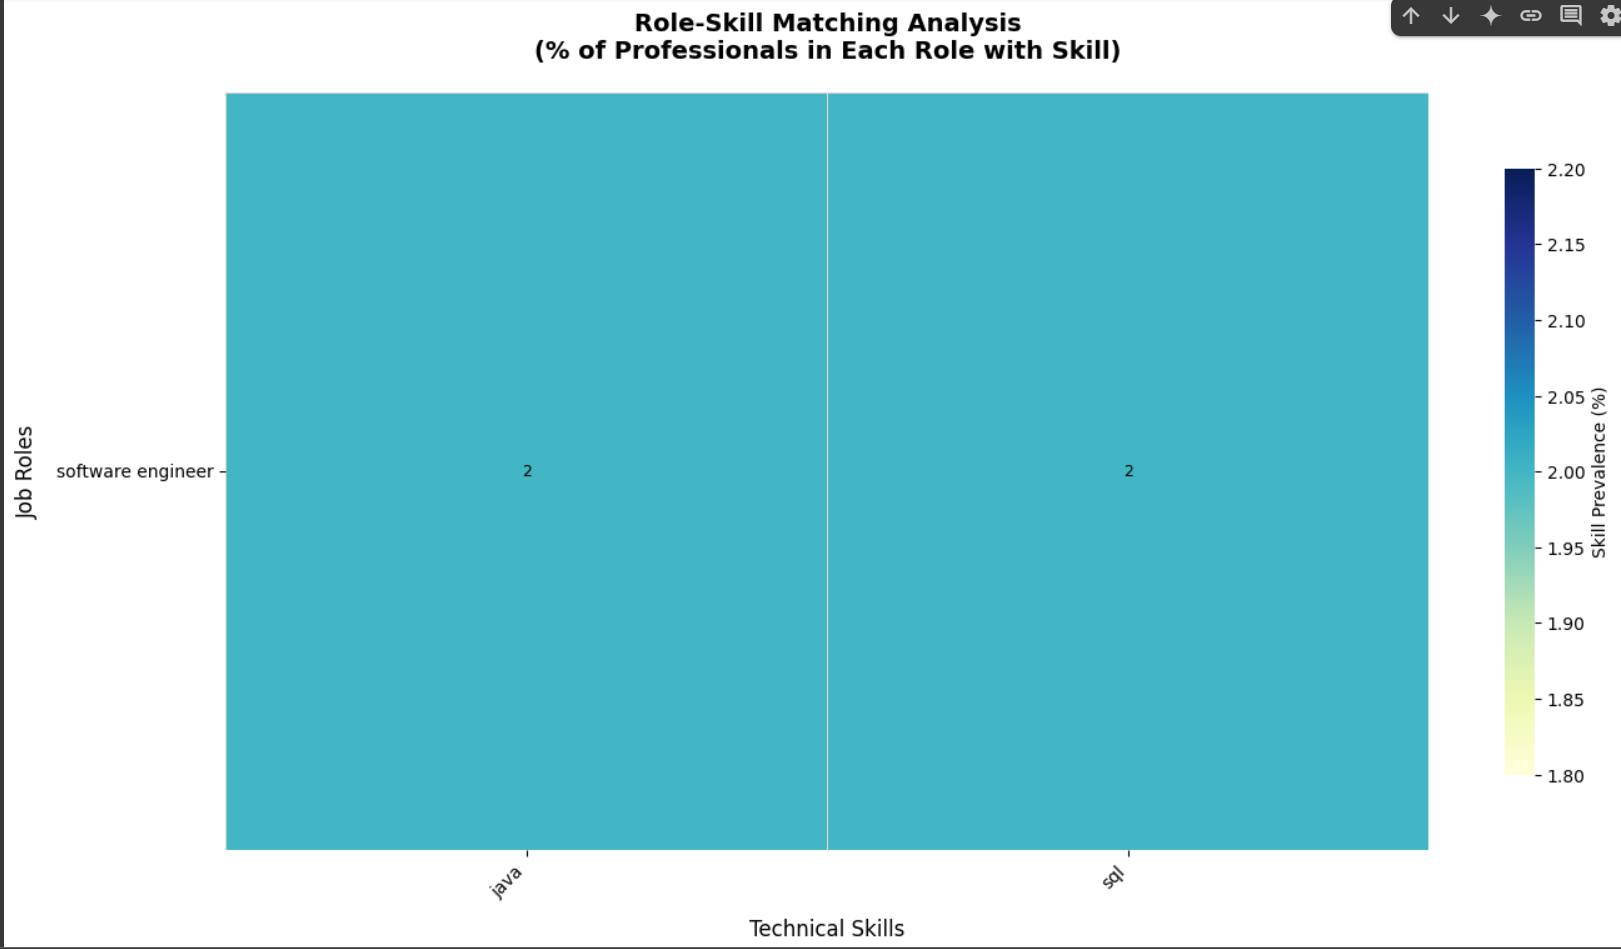 Role-Skill Matching Analysis
(% of Professionals in Each Role with Skill)
Job Roles
software engineer
2
2
java
sql
Technical Skills
2.20
2.15
2.10
2.05
2.00
1.95
1.90
1.85
1.80
Skill Prevalence (%)